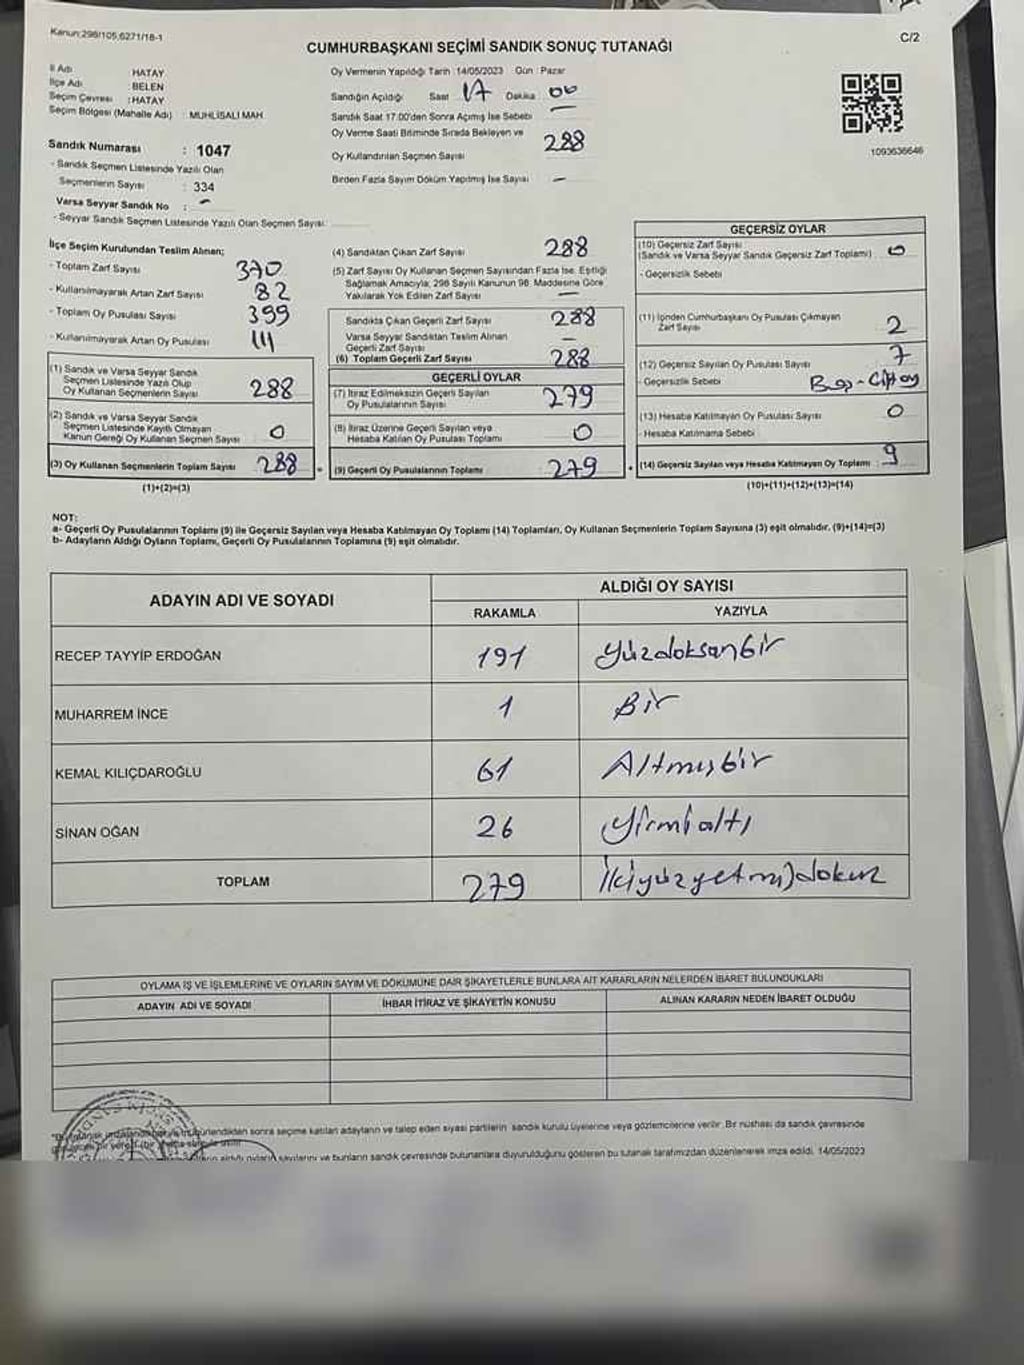 Kanun:298/105,6271/18-1
C/2
CUMHURBAŞKANI SEÇİMİ SANDIK SONUÇ TUTANAĞI
İl Adı HATAY
İlçe Adı BELEN
Seçim Çevresi :HATAY
Seçim Bölgesi (Mahalle Adı) : MUHLİSALİ MAH.
Sandık Numarası : 1047
- Sandık Seçmen Listesinde Yazılı Olan
Seçmenlerin Sayısı : 334
Varsa Seyyar Sandık No : -
- Seyyar Sandık Seçmen Listesinde Yazılı Olan Seçmen Sayısı:
Oy Vermenin Yapıldığı Tarih :14/05/2023 Gün : Pazar
Sandığın Açıldığı Saat 17 Dakika 00
Sandık Saat 17.00'den Sonra Açımış İse Sebebi —
Oy Verme Saati Bitiminde Sırada Bekleyen ve
Oy Kullandırılan Seçmen Sayısı 288
Birden Fazla Sayım Döküm Yapılmış İse Sayısı –
1093636646
İlçe Seçim Kurulundan Teslim Alınan;
- Toplam Zarf Sayısı 370
- Kullanılmayarak Artan Zarf Sayısı 82
- Toplam Oy Pusulası Sayısı 399
- Kullanılmayarak Artan Oy Pusulası 111
(1) Sandık ve Varsa Seyyar Sandık
Seçmen Listesinde Yazılı Olup
Oy Kullanan Seçmenlerin Sayısı 288
(2) Sandık ve Varsa Seyyar Sandık
Seçmen Listesinde Kayıtlı Olmayan
Kanun Gereği Oy Kullanan Seçmen Sayısı 0
(3) Oy Kullanan Seçmenlerin Toplam Sayısı 288
(1)+(2)=(3)
(4) Sandıktan Çıkan Zarf Sayısı 288
(5) Zarf Sayısı Oy Kullanan Seçmen Sayısından Fazla İse, Eşitliği
Sağlamak Amacıyla; 298 Sayılı Kanunun 98. Maddesine Göre
Yakılarak Yok Edilen Zarf Sayısı —
Sandıkta Çıkan Geçerli Zarf Sayısı 288
Varsa Seyyar Sandıktan Teslim Alınan
Geçerli Zarf Sayısı –
(6) Toplam Geçerli Zarf Sayısı 288
GEÇERLİ OYLAR
(7) İtiraz Edilmeksizin Geçerli Sayılan
Oy Pusulalarının Sayısı 279
(8) İtiraz Üzerine Geçerli Sayılan veya
Hesaba Katılan Oy Pusulası Toplamı 0
(9) Geçerli Oy Pusulalarının Toplamı 279
GEÇERSİZ OYLAR
(10) Geçersiz Zarf Sayısı
(Sandık ve Varsa Seyyar Sandık Geçersiz Zarf Toplamı) 0
- Geçersizlik Sebebi
(11) İçinden Cumhurbaşkanı Oy Pusulası Çıkmayan
Zarf Sayısı 2
(12) Geçersiz Sayılan Oy Pusulası Sayısı 7
- Geçersizlik Sebebi
(13) Hesaba Katılmayan Oy Pusulası Sayısı 0
- Hesaba Katılmama Sebebi
(14) Geçersiz Sayılan veya Hesaba Katılmayan Oy Toplamı : 9
(10)+(11)+(12)+(13)=(14)
NOT:
a- Geçerli Oy Pusulalarının Toplamı (9) ile Geçersiz Sayılan veya Hesaba Katılmayan Oy Toplamı (14) Toplamları, Oy Kullanan Seçmenlerin Toplam Sayısına (3) eşit olmalıdır. (9)+(14)=(3)
b- Adayların Aldığı Oyların Toplamı, Geçerli Oy Pusulalarının Toplamına (9) eşit olmalıdır.
ADAYIN ADI VE SOYADI
ALDIĞI OY SAYISI
RAKAMLA YAZIYLA
RECEP TAYYİP ERDOĞAN 191 Yüzdoksanbir
MUHARREM İNCE 1 Bir
KEMAL KILIÇDAROĞLU 61 Altmışbir
SİNAN OĞAN 26 Yirmialtı
TOPLAM 279 İkiyüzyetmişdokuz
OYLAMA İŞ VE İŞLEMLERİNE VE OYLARIN SAYIM VE DÖKÜMÜNE DAİR ŞİKAYETLERLE BUNLARA AİT KARARLARIN NELERDEN İBARET BULUNDUKLARI
ADAYIN ADI VE SOYADI İHBAR İTİRAZ VE ŞİKAYETİN KONUSU ALINAN KARARIN NEDEN İBARET OLDUĞU
mühürlendikten sonra seçime katılan adayların ve talep eden siyasi partilerin sandık kurulu üyelerine veya gözlemcilerine verilir. Bir nüshası da sandık çevresinde
aldığı oyların sayılarını ve bunların sandık çevresinde bulunanlara duyurulduğunu gösteren bu tutanak tarafımızdan düzenlenerek imza edildi. 14/05/2023